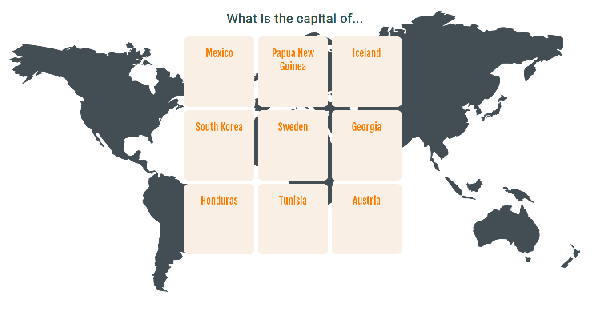 What is the capital of...
Mexico
Papua New
Guinea
Iceland
South Korea
Sweden
Georgia
Honduras
Tunisia
Austria